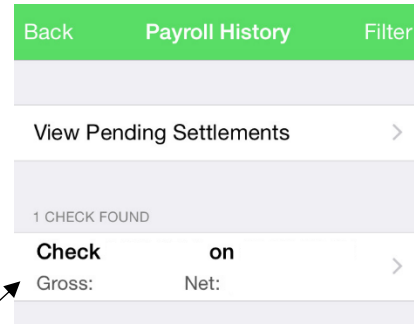 Back Payroll History Filter
View Pending Settlements
1 CHECK FOUND
Check on
Gross: Net: